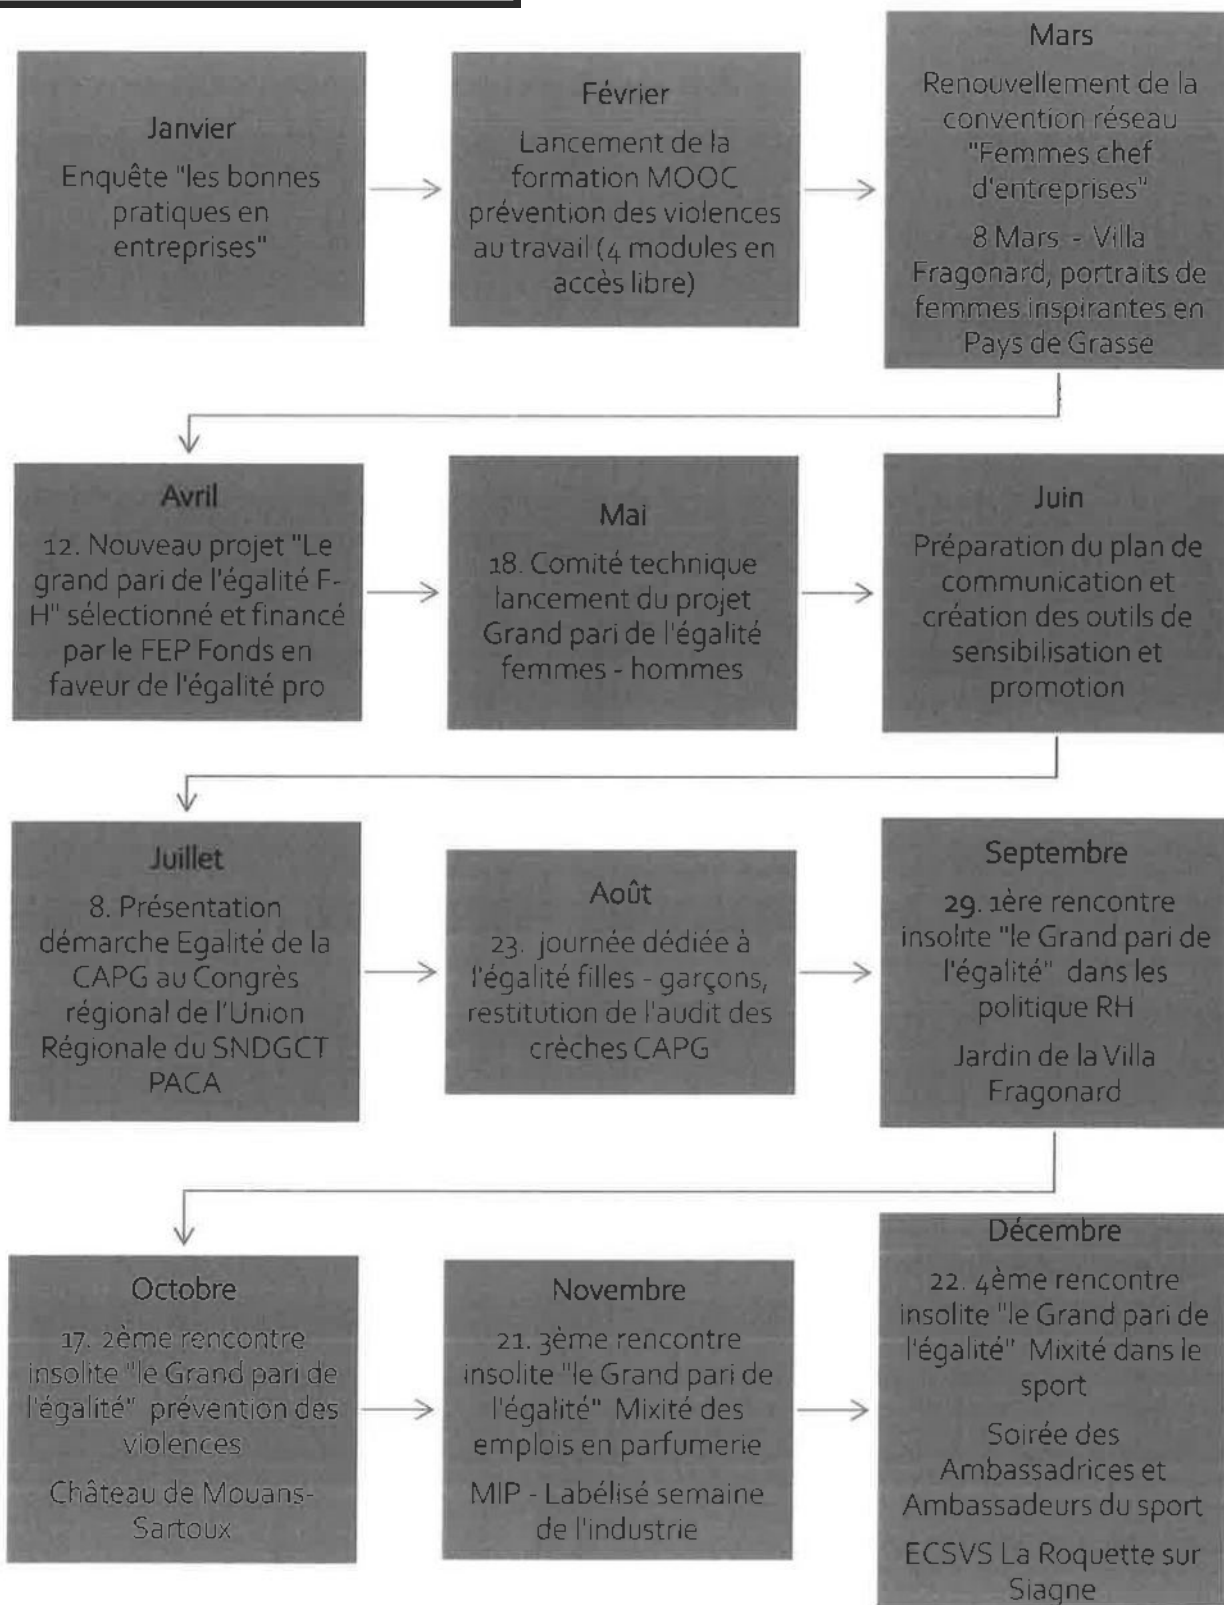 Janvier
Enquête "les bonnes
pratiques en
entreprises"
Février
Lancement de la
formation MOOC
prévention des violences
au travail (4 modules en
accès libre)
Mars
Renouvellement de la
convention réseau
"Femmes chef
d'entreprises"
8 Mars - Villa
Fragonard, portraits de
femmes inspirantes en
Pays de Grasse
Avril
12. Nouveau projet "Le
grand pari de l'égalité F-
H" sélectionné et financé
par le FEP Fonds en
faveur de l'égalité pro
Mai
18. Comité technique
lancement du projet
Grand pari de l'égalité
femmes - hommes
Juin
Préparation du plan de
communication et
création des outils de
sensibilisation et
promotion
Juillet
8. Présentation
démarche Egalité de la
CAPG au Congrès
régional de l'Union
Régionale du SNDGCT
PACA
Août
23. journée dédiée à
l'égalité filles - garçons,
restitution de l'audit des
crèches CAPG
Septembre
29. 1ère rencontre
insolite "le Grand pari de
l'égalité" dans les
politique RH
Jardin de la Villa
Fragonard
Octobre
17. 2ème rencontre
insolite "le Grand pari de
l'égalité" prévention des
violences
Château de Mouans-
Sartoux
Novembre
21. 3ème rencontre
insolite "le Grand pari de
l'égalité" Mixité des
emplois en parfumerie
MIP - Labélisé semaine
de l'industrie
Décembre
22. 4ème rencontre
insolite "le Grand pari de
l'égalité" Mixité dans le
sport
Soirée des
Ambassadrices et
Ambassadeurs du sport
ECSVS La Roquette sur
Siagne